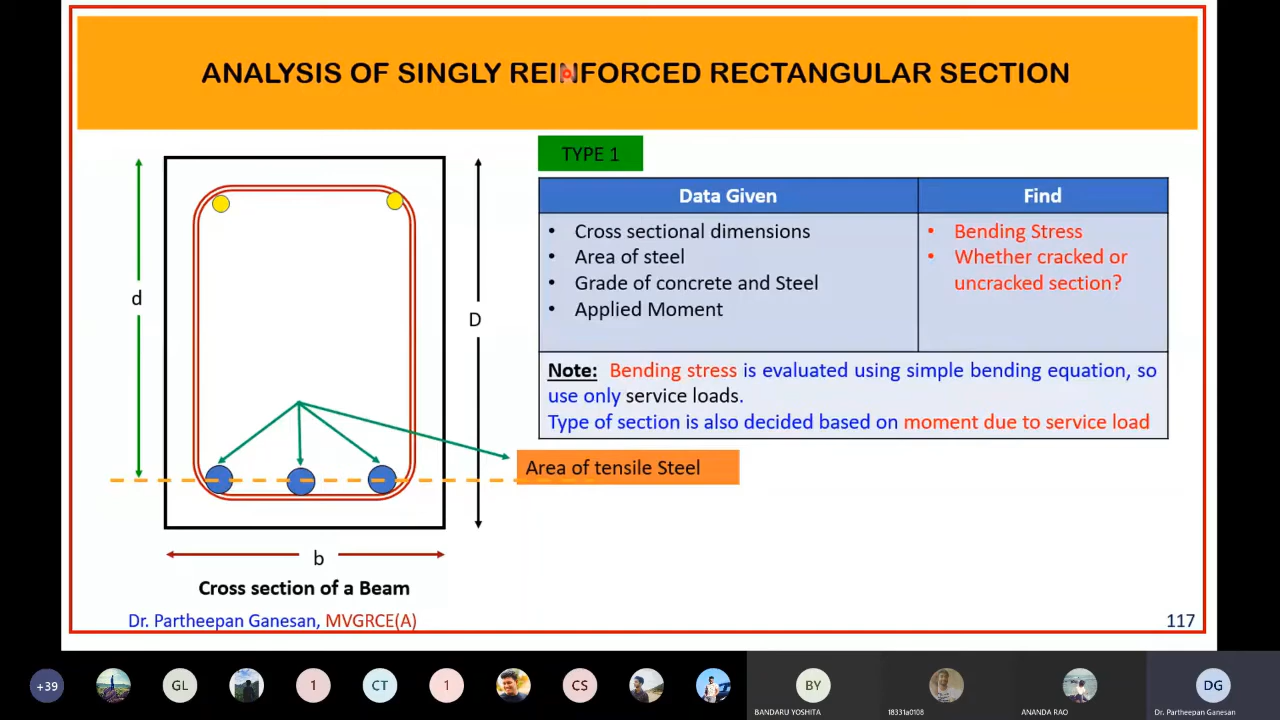 ANALYSIS OF SINGLY REINFORCED RECTANGULAR SECTION
TYPE 1
Data Given
Find
• Cross sectional dimensions
• Area of steel
• Grade of concrete and Steel
• Applied Moment
• Bending Stress
• Whether cracked or
uncracked section?
Note: Bending stress is evaluated using simple bending equation, so
use only service loads.
Type of section is also decided based on moment due to service load
d
D
Area of tensile Steel
b
Cross section of a Beam
Dr. Partheepan Ganesan, MVGRCE(A)
117
+39
GL
1
CT
1
CS
BY
DG
BANDARU YOSHITA
18331a0108
ANANDA RAO
Dr. Partheepan Ganesan